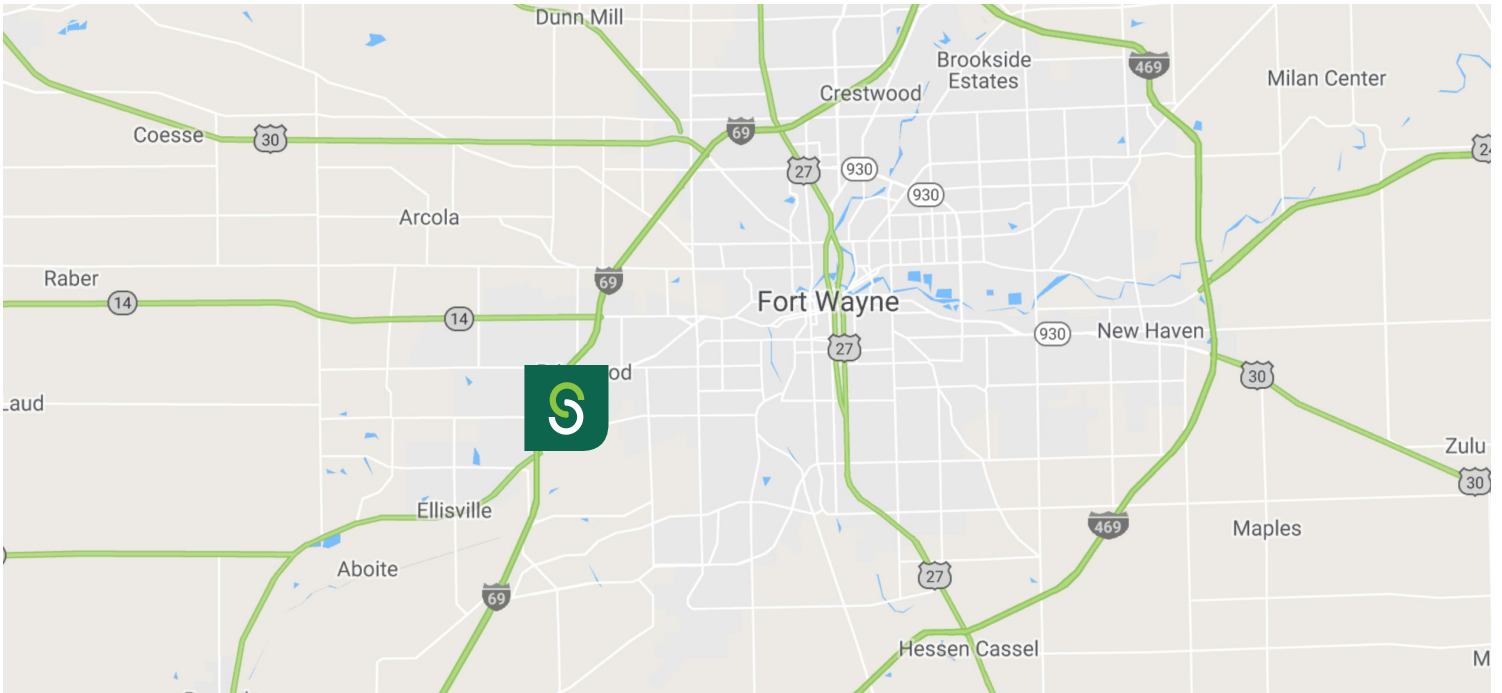 Dunn Mill
Brookside
Estates
469
Milan Center
Crestwood
Coesse
30
69
27
930
930
24
Arcola
Raber
14
69
14
Fort Wayne
27
930
New Haven
30
Zulu
30
Ellisville
469
Maples
Aboite
69
27
Hessen Cassel